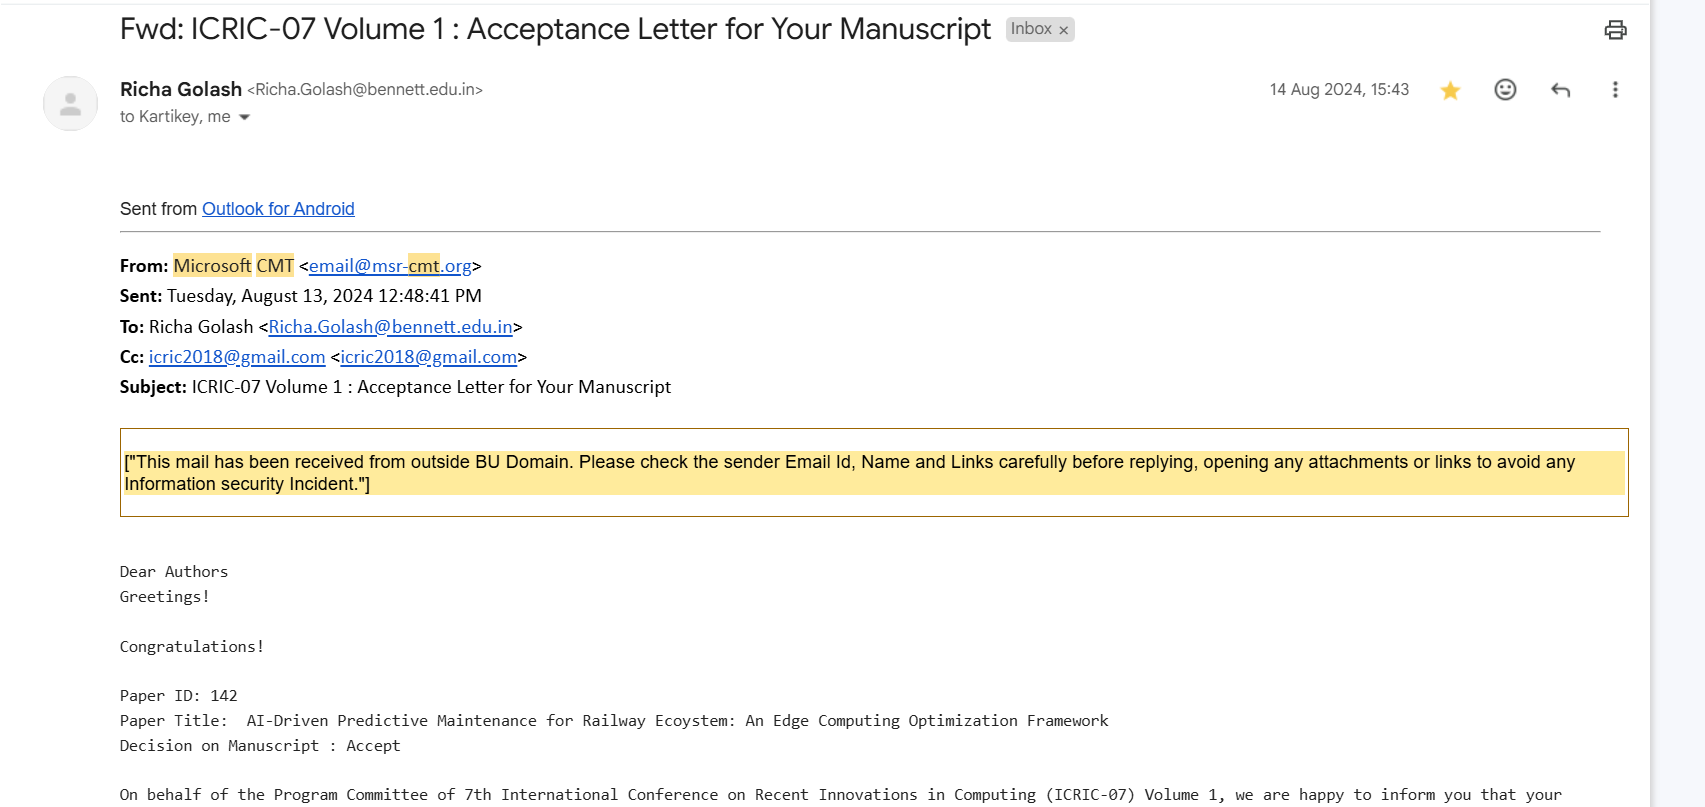 Fwd: ICRIC-07 Volume 1 : Acceptance Letter for Your Manuscript Inbox ×
Richa Golash <Richa.Golash@bennett.edu.in> 14 Aug 2024, 15:43
to Kartikey, me
Sent from Outlook for Android
From: Microsoft CMT <email@msr-cmt.org>
Sent: Tuesday, August 13, 2024 12:48:41 PM
To: Richa Golash <Richa.Golash@bennett.edu.in>
Cc: icric2018@gmail.com <icric2018@gmail.com>
Subject: ICRIC-07 Volume 1 : Acceptance Letter for Your Manuscript
["This mail has been received from outside BU Domain. Please check the sender Email Id, Name and Links carefully before replying, opening any attachments or links to avoid any
Information security Incident."]
Dear Authors
Greetings!
Congratulations!
Paper ID: 142
Paper Title:  AI-Driven Predictive Maintenance for Railway Ecoystem: An Edge Computing Optimization Framework
Decision on Manuscript : Accept
On behalf of the Program Committee of 7th International Conference on Recent Innovations in Computing (ICRIC-07) Volume 1, we are happy to inform you that your